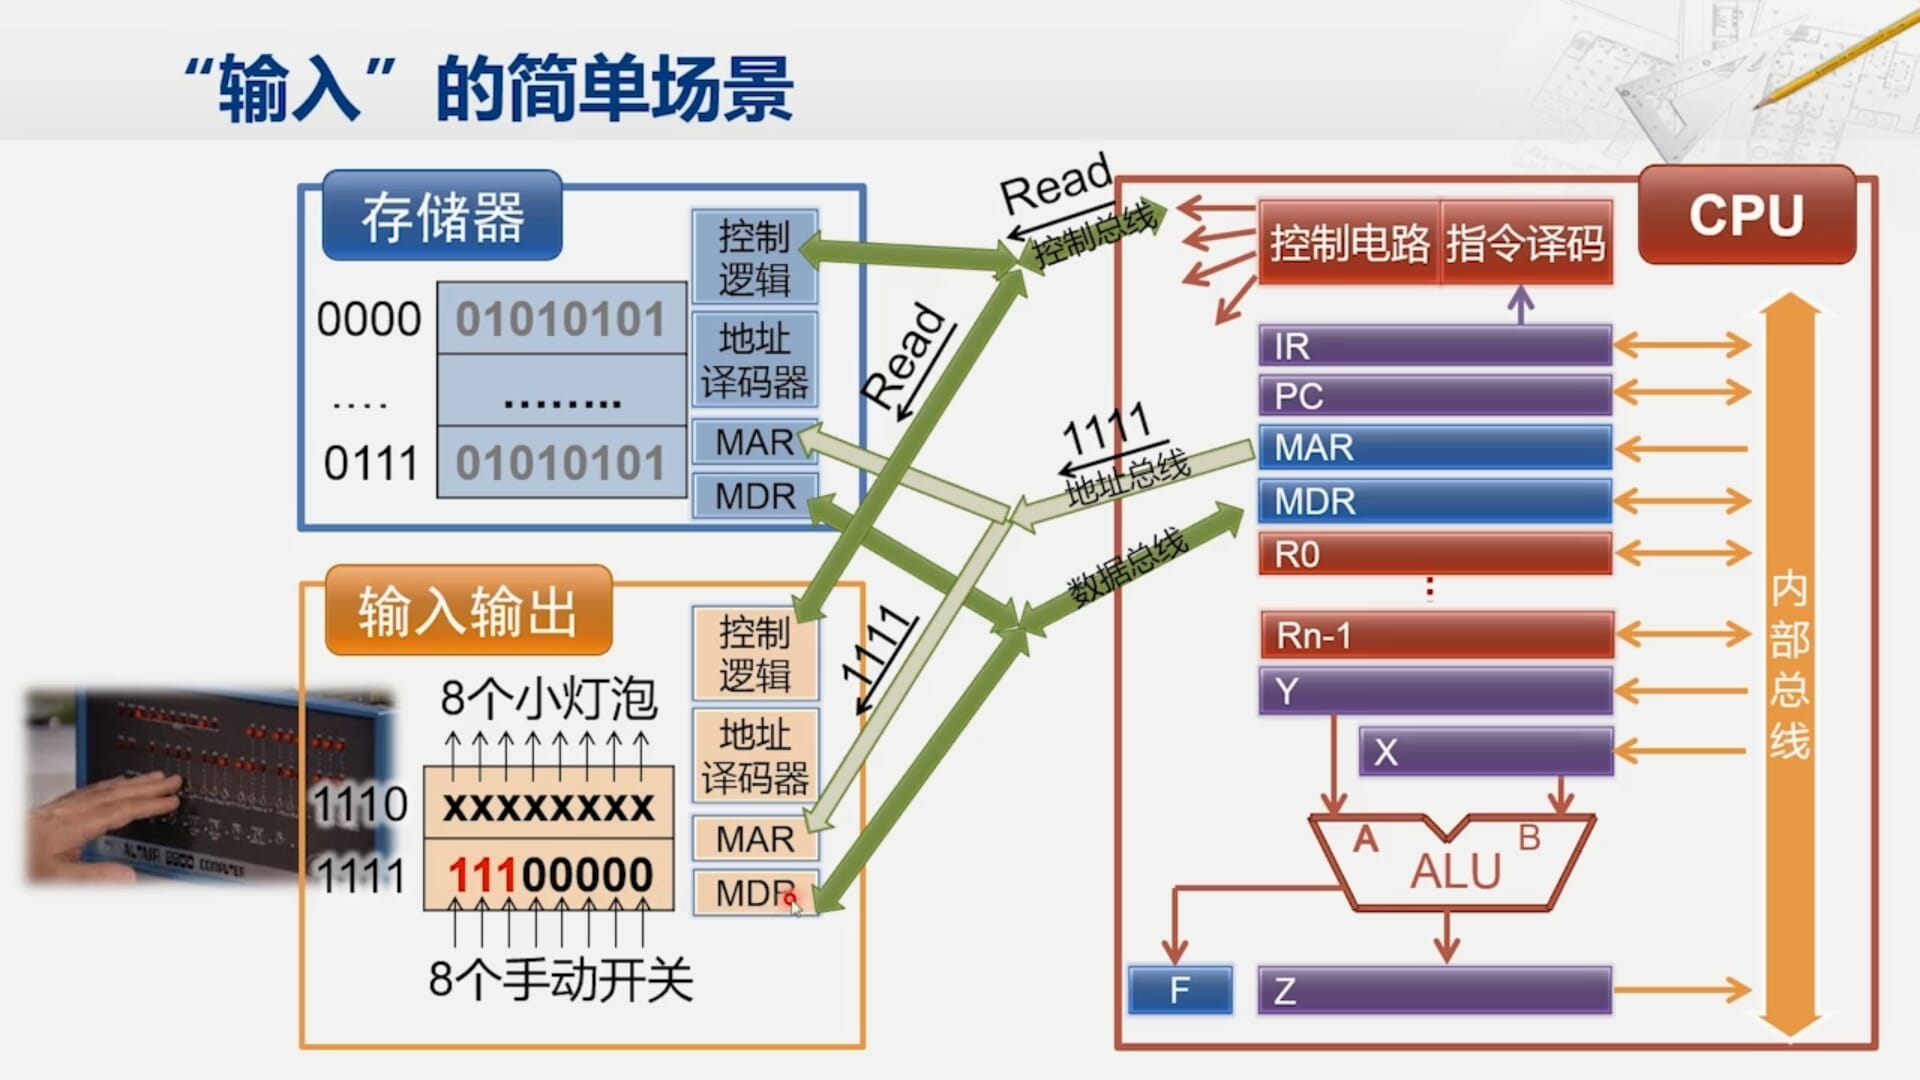 “输入”的简单场景
存储器
控制
逻辑
0000
01010101
地址
译码器
....
........
MAR
0111
01010101
MDR
Read
控制总线
Read
1111
地址总线
数据总线
1111
CPU
控制电路
指令译码
IR
PC
MAR
MDR
R0
Rn-1
Y
X
A
B
ALU
F
Z
内部总线
输入输出
控制
逻辑
8个小灯泡
地址
译码器
1110
xxxxxxxx
MAR
1111
11100000
MDR
8个手动开关
ALTAIR 8800 COMPUTER